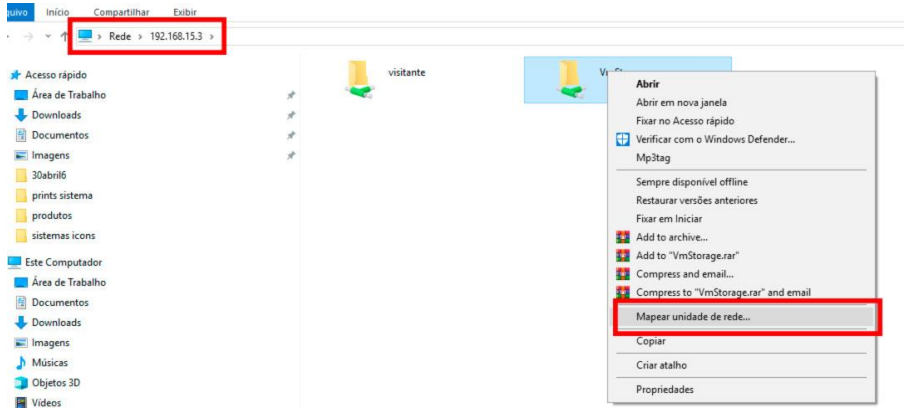 Início Compartilhar Exibir
Rede 192.168.15.3
Acesso rápido
Área de Trabalho
Downloads
Documentos
Imagens
30abril6
prints sistema
produtos
sistemas icons
Este Computador
Área de Trabalho
Documentos
Downloads
Imagens
Músicas
Objetos 3D
Vídeos
visitante
Abrir
Abrir em nova janela
Fixar no Acesso rápido
Verificar com o Windows Defender...
Mp3tag
Sempre disponível offline
Restaurar versões anteriores
Fixar em Iniciar
Add to archive...
Add to "VmStorage.rar"
Compress and email...
Compress to "VmStorage.rar" and email
Mapear unidade de rede...
Copiar
Criar atalho
Propriedades